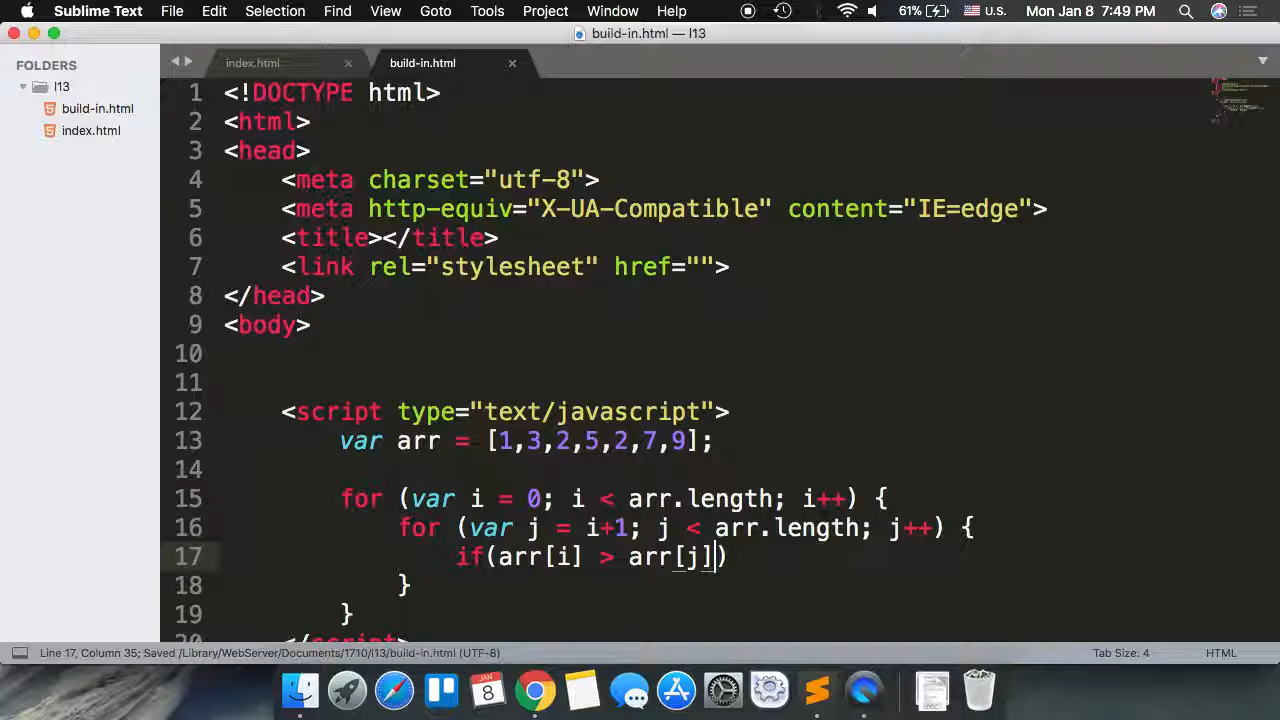 Sublime Text File Edit Selection Find View Goto Tools Project Window Help 61% U.S. Mon Jan 8 7:49 PM
build-in.html — l13
FOLDERS
l13
build-in.html
index.html
index.html build-in.html
1 <!DOCTYPE html>
2 <html>
3 <head>
4 <meta charset="utf-8">
5 <meta http-equiv="X-UA-Compatible" content="IE=edge">
6 <title></title>
7 <link rel="stylesheet" href="">
8 </head>
9 <body>
10
11
12 <script type="text/javascript">
13 var arr = [1,3,2,5,2,7,9];
14
15 for (var i = 0; i < arr.length; i++) {
16 for (var j = i+1; j < arr.length; j++) {
17 if(arr[i] > arr[j])
18 }
19 }
20 </script>
Line 17, Column 35; Saved /Library/WebServer/Documents/1710/l13/build-in.html (UTF-8) Tab Size: 4 HTML
JAN
8